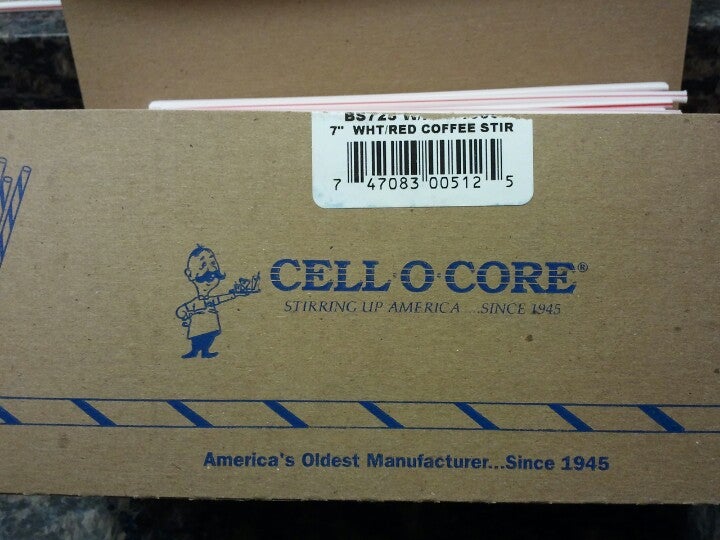 BS725
7" WHT/RED COFFEE STIR
7 47083 00512 5
CELL·O·CORE®
STIRRING UP AMERICA ....SINCE 1945
America's Oldest Manufacturer...Since 1945